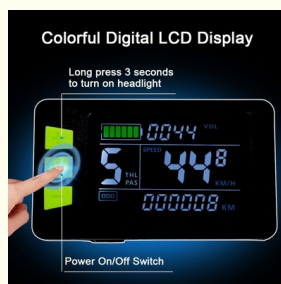 Colorful Digital LCD Display
Long press 3 seconds
to turn on headlight
0044 VOL
5 THL
PAS
SPEED
44 8
KM/H
ODO
000008 KM
Power On/Off Switch